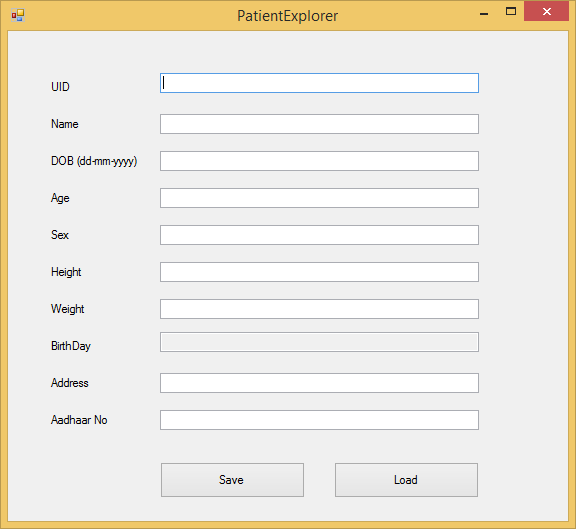 PatientExplorer
UID
Name
DOB (dd-mm-yyyy)
Age
Sex
Height
Weight
BirthDay
Address
Aadhaar No
Save Load